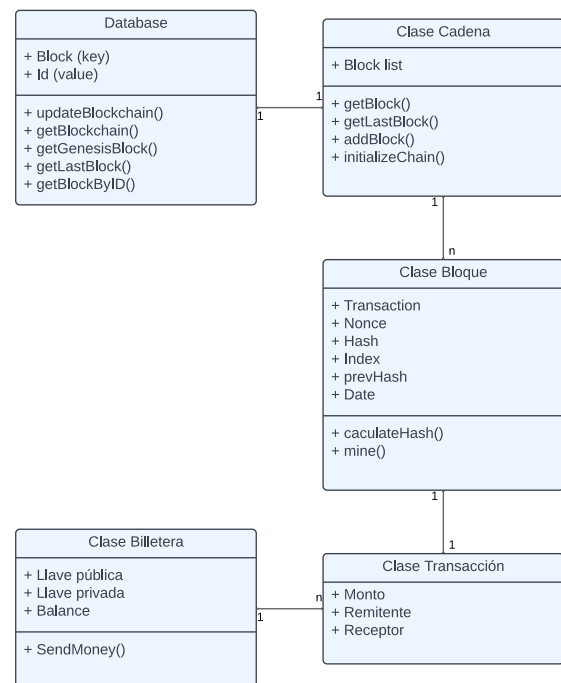 Database
+ Block (key)
+ Id (value)
+ updateBlockchain()
+ getBlockchain()
+ getGenesisBlock()
+ getLastBlock()
+ getBlockByID()
1
1
Clase Cadena
+ Block list
+ getBlock()
+ getLastBlock()
+ addBlock()
+ initializeChain()
1
n
Clase Bloque
+ Transaction
+ Nonce
+ Hash
+ Index
+ prevHash
+ Date
+ caculateHash()
+ mine()
1
1
Clase Billetera
+ Llave pública
+ Llave privada
+ Balance
+ SendMoney()
1
n
Clase Transacción
+ Monto
+ Remitente
+ Receptor